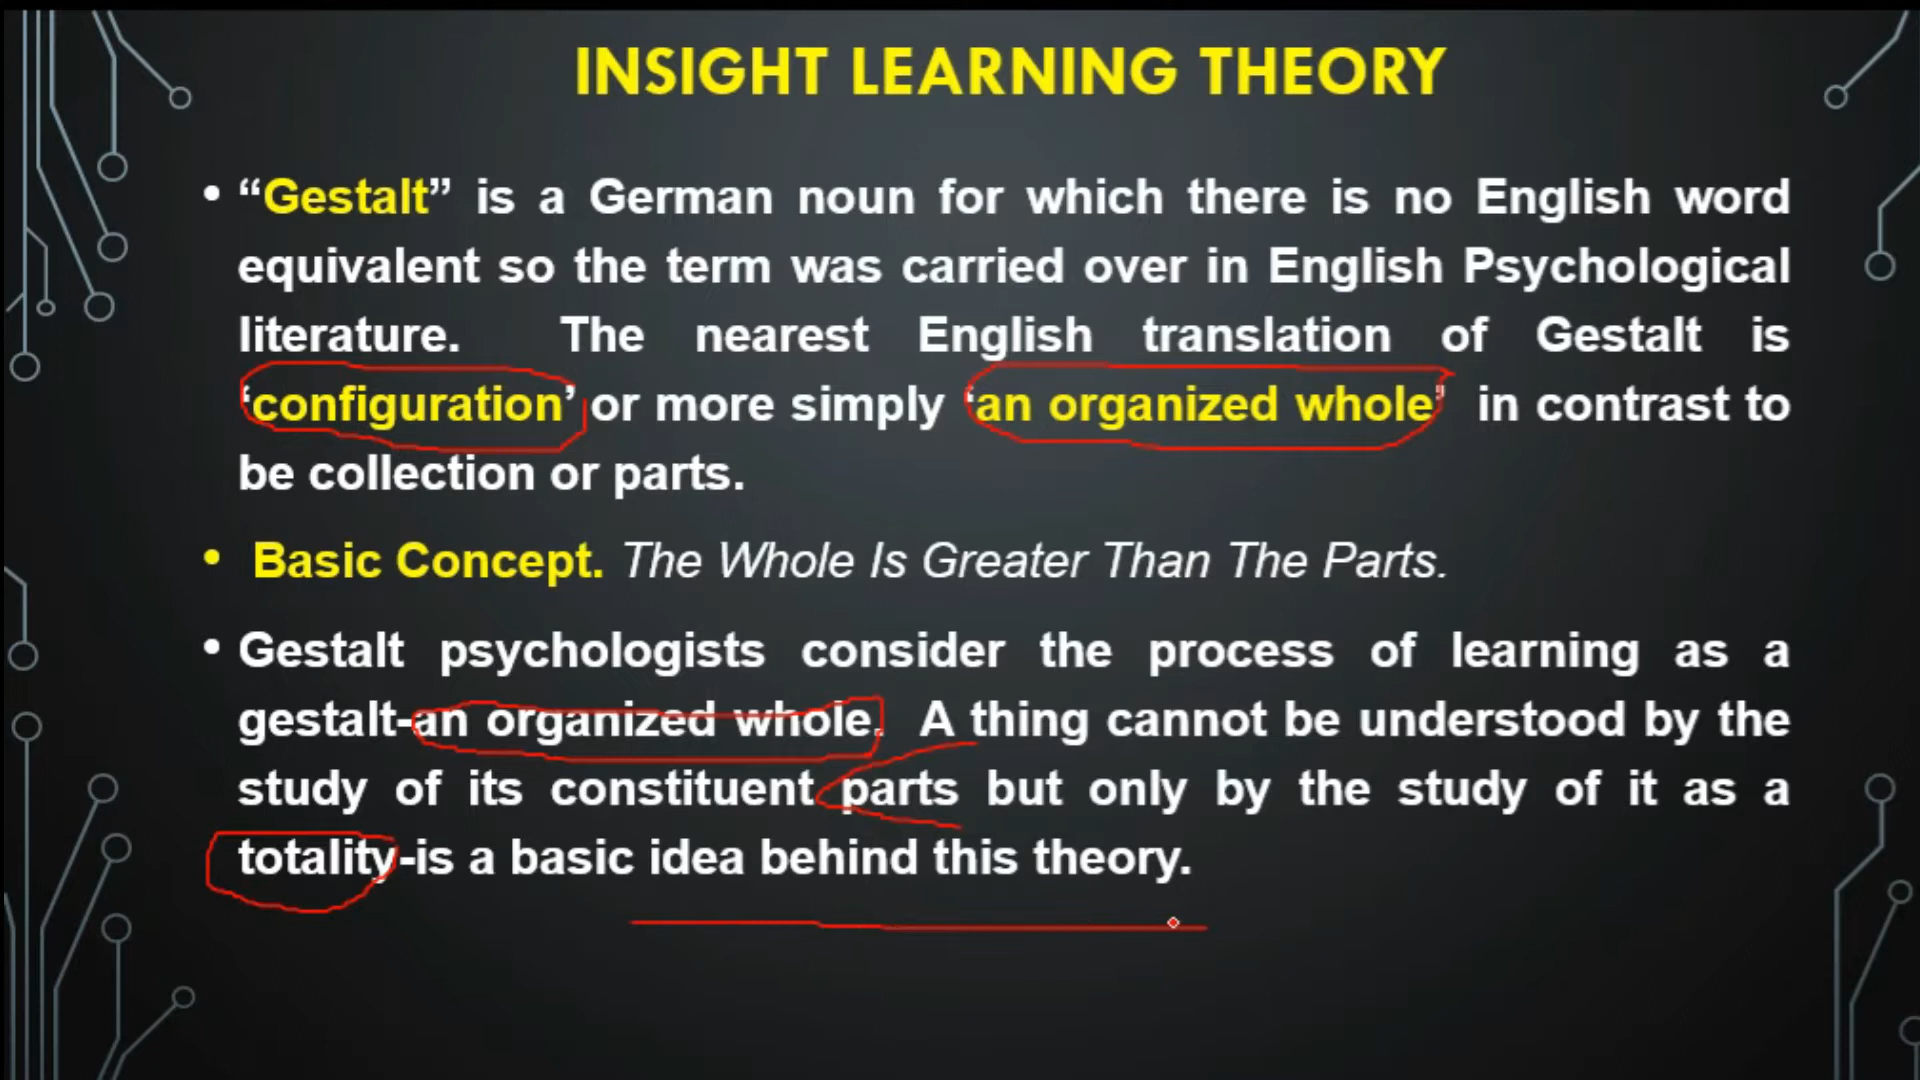 INSIGHT LEARNING THEORY
• “Gestalt” is a German noun for which there is no English word
equivalent so the term was carried over in English Psychological
literature. The nearest English translation of Gestalt is
‘configuration’ or more simply ‘an organized whole’ in contrast to
be collection or parts.
• Basic Concept. The Whole Is Greater Than The Parts.
• Gestalt psychologists consider the process of learning as a
gestalt-an organized whole. A thing cannot be understood by the
study of its constituent parts but only by the study of it as a
totality-is a basic idea behind this theory.